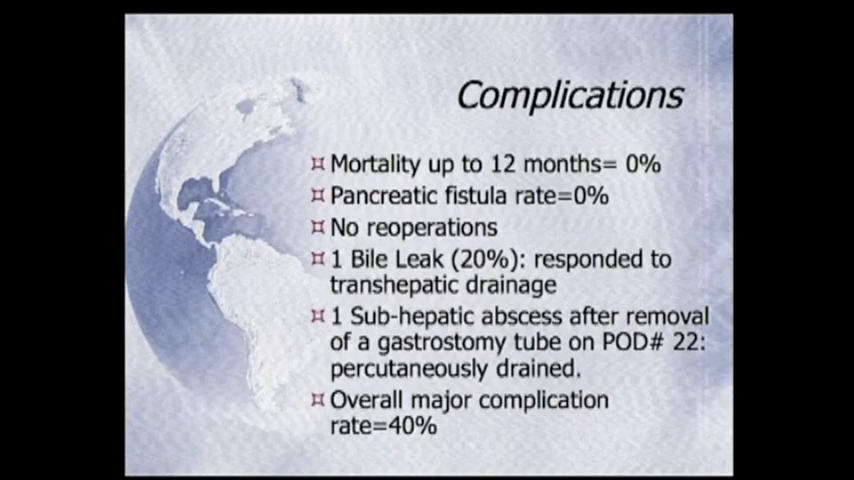 Complications
¤ Mortality up to 12 months= 0%
¤ Pancreatic fistula rate=0%
¤ No reoperations
¤ 1 Bile Leak (20%): responded to
transhepatic drainage
¤ 1 Sub-hepatic abscess after removal
of a gastrostomy tube on POD# 22:
percutaneously drained.
¤ Overall major complication
rate=40%